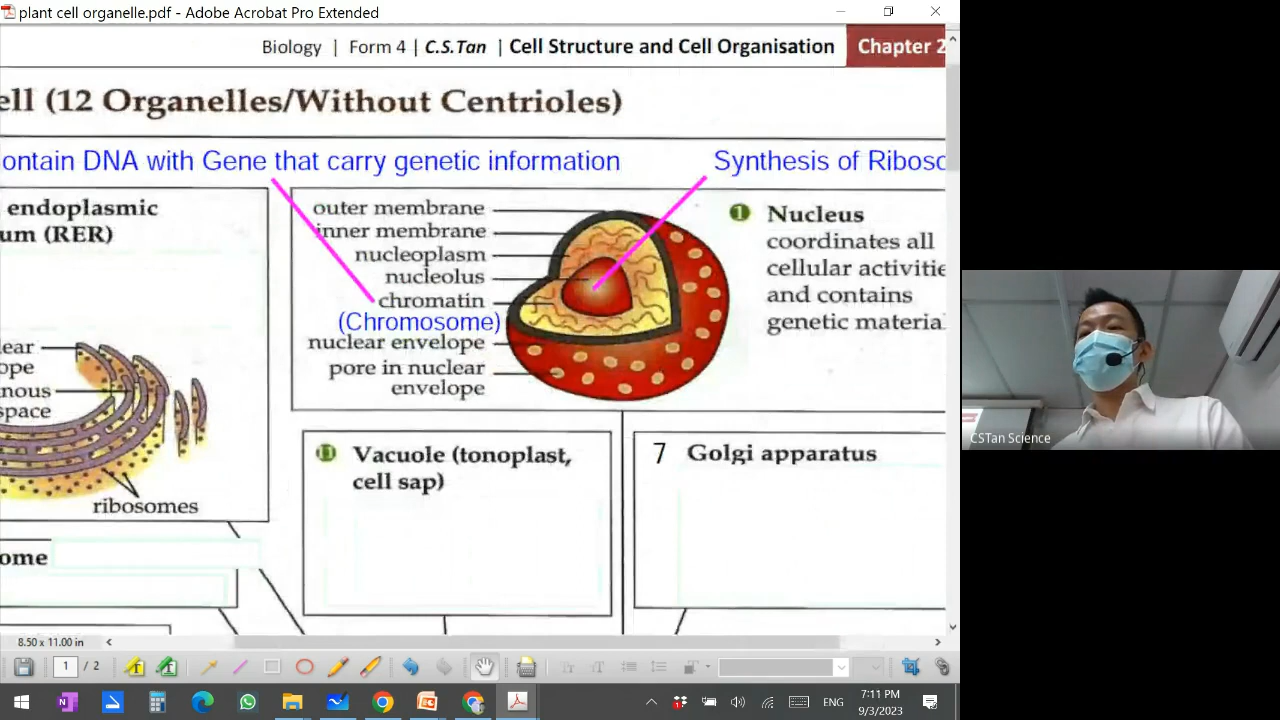 plant cell organelle.pdf - Adobe Acrobat Pro Extended
Biology | Form 4 | C.S.Tan | Cell Structure and Cell Organisation
Chapter 2
ell (12 Organelles/Without Centrioles)
ontain DNA with Gene that carry genetic information
Synthesis of Riboso
endoplasmic
um (RER)
outer membrane
inner membrane
nucleoplasm
nucleolus
chromatin
(Chromosome)
nuclear envelope
pore in nuclear
envelope
1 Nucleus
coordinates all
cellular activitie
and contains
genetic materia
lear
ope
nous
space
ribosomes
ome
Vacuole (tonoplast,
cell sap)
7 Golgi apparatus
CSTan Science
8.50 x 11.00 in
1 / 2
ENG
7:11 PM
9/3/2023